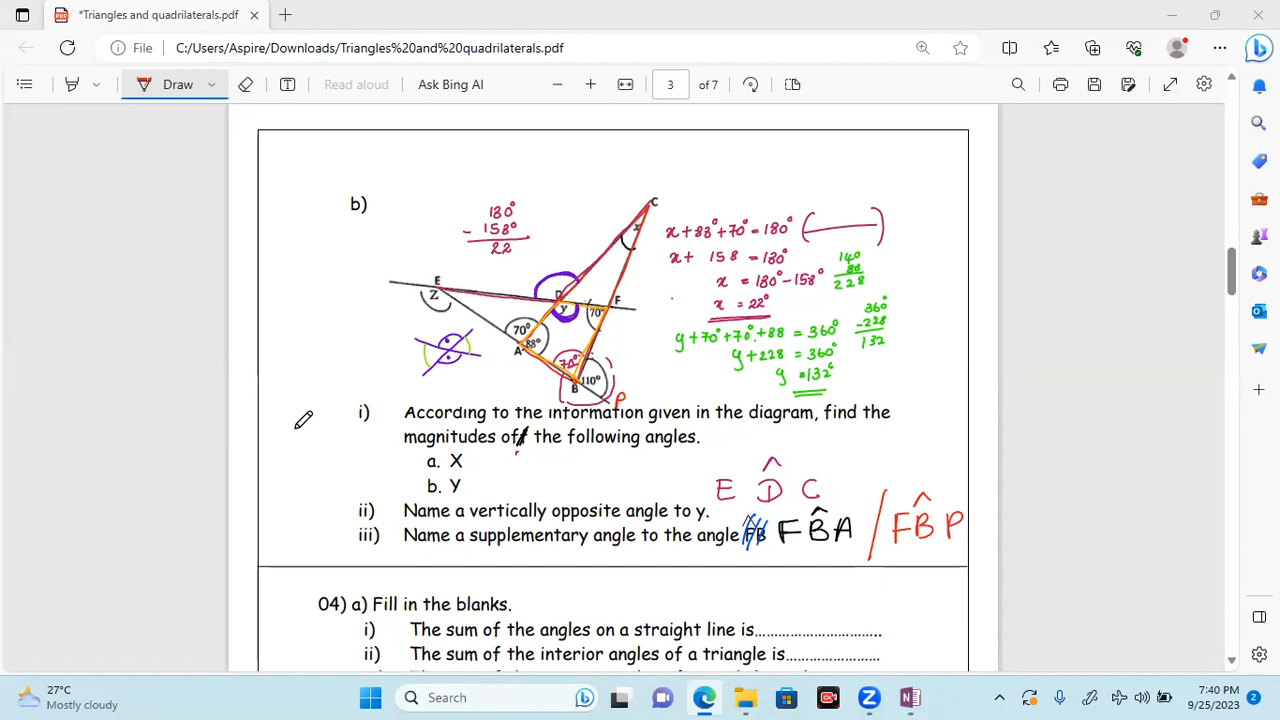 *Triangles and quadrilaterals.pdf
File C:/Users/Aspire/Downloads/Triangles%20and%20quadrilaterals.pdf
Draw Read aloud Ask Bing AI 3 of 7
b)
180°
- 158°
22
C
x
E
Z
D
y
F
70°
70°
A
88°
70°
B
110°
P
x + 88° + 70° = 180°
x + 158 = 180°
x = 180° - 158°
x = 22°
140
88
228
y + 70° + 70° + 88 = 360°
y + 228 = 360°
y = 132°
360°
-228
132
i) According to the information given in the diagram, find the
magnitudes of the following angles.
a. X
b. Y
E D̂ C
ii) Name a vertically opposite angle to y.
iii) Name a supplementary angle to the angle FB F B̂ A / F B̂ P
04) a) Fill in the blanks.
i) The sum of the angles on a straight line is………………………..
ii) The sum of the interior angles of a triangle is……………………
27°C
Mostly cloudy
Search
7:40 PM
9/25/2023
2